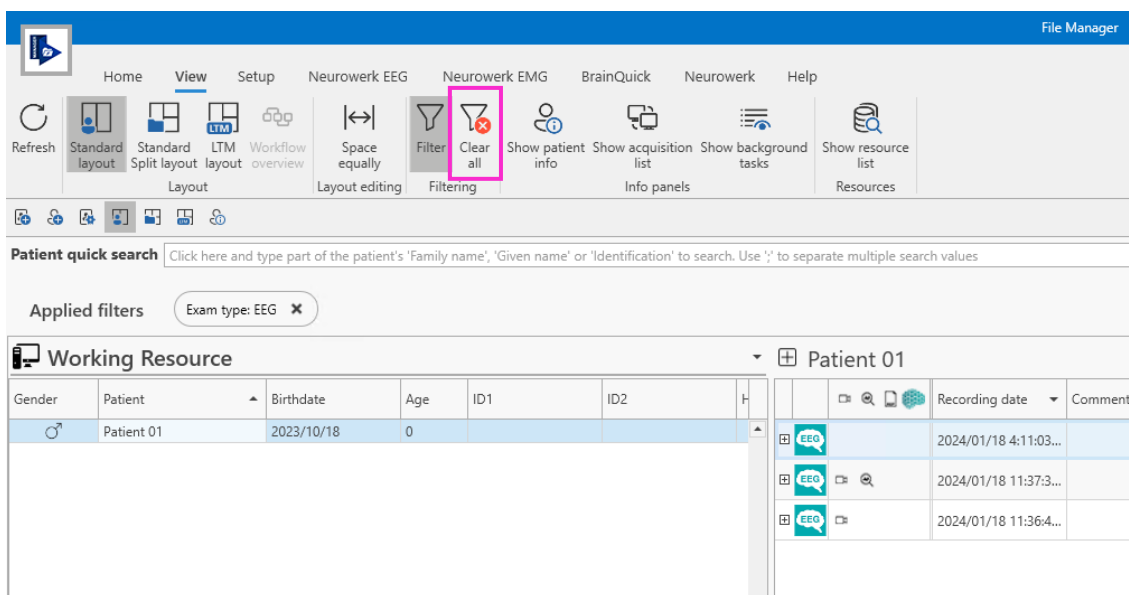 File Manager
Home View Setup Neurowerk EEG Neurowerk EMG BrainQuick Neurowerk Help
Refresh Standard layout Standard Split layout LTM LTM layout Workflow overview Space equally Filter Clear all Show patient info Show acquisition list Show background tasks Show resource list
Layout Layout editing Filtering Info panels Resources
Patient quick search Click here and type part of the patient's 'Family name', 'Given name' or 'Identification' to search. Use ';' to separate multiple search values
Applied filters Exam type: EEG
Working Resource Patient 01
Gender Patient Birthdate Age ID1 ID2 H Recording date Comment
Patient 01 2023/10/18 0 EEG 2024/01/18 4:11:03...
EEG 2024/01/18 11:37:3...
EEG 2024/01/18 11:36:4...